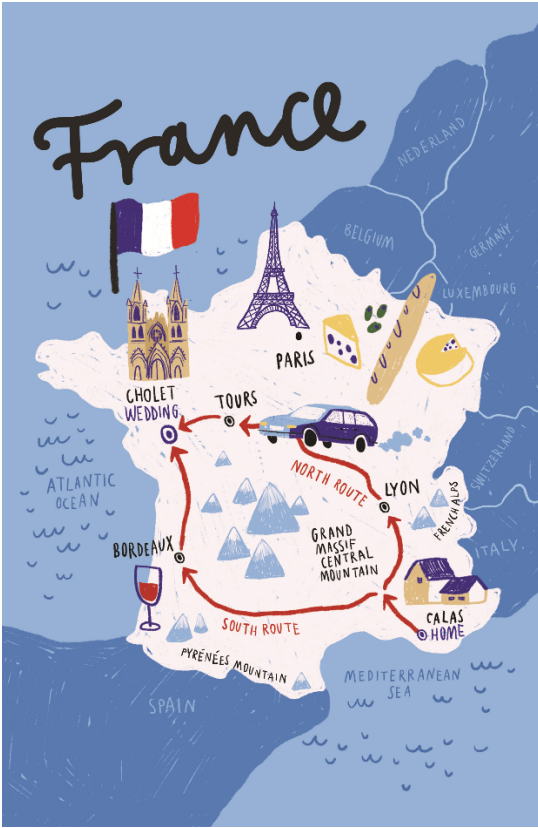 France
NEDERLAND
BELGIUM
GERMANY
LUXEMBOURG
PARIS
CHOLET
WEDDING
TOURS
SWITZERLAND
ATLANTIC
OCEAN
NORTH ROUTE
LYON
FRENCH ALPS
BORDEAUX
GRAND
MASSIF
CENTRAL
MOUNTAIN
ITALY
CALAS
HOME
SOUTH ROUTE
PYRÉNÉES MOUNTAIN
MEDITERRANEAN
SEA
SPAIN